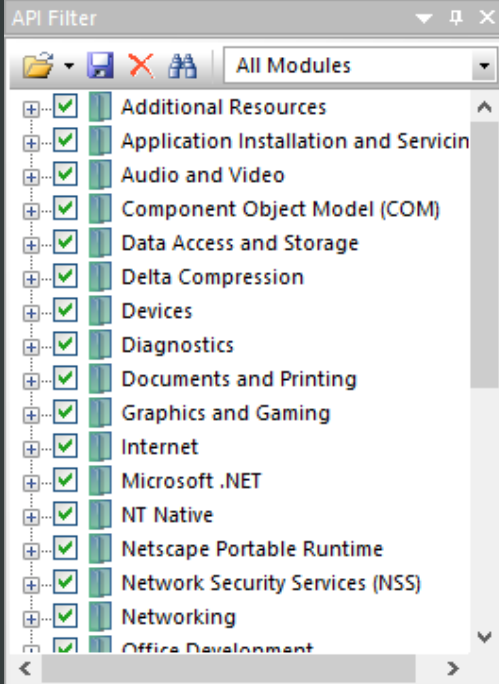 API Filter
All Modules
Additional Resources
Application Installation and Servicin
Audio and Video
Component Object Model (COM)
Data Access and Storage
Delta Compression
Devices
Diagnostics
Documents and Printing
Graphics and Gaming
Internet
Microsoft .NET
NT Native
Netscape Portable Runtime
Network Security Services (NSS)
Networking
Office Development